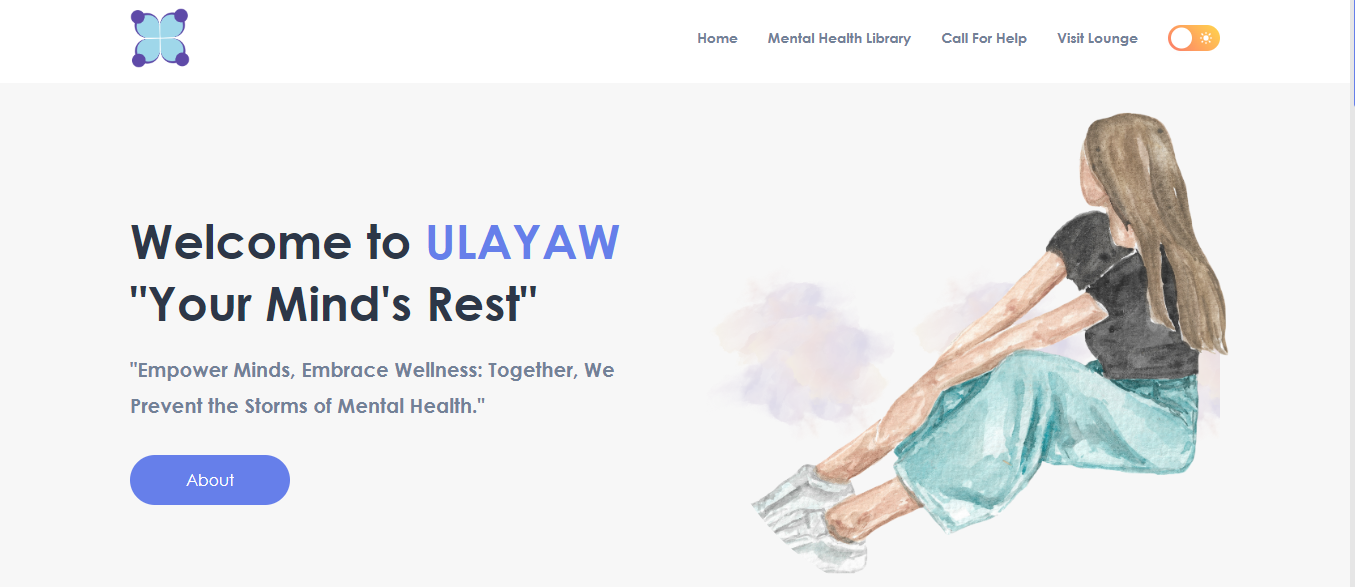 Home Mental Health Library Call For Help Visit Lounge
Welcome to ULAYAW
"Your Mind's Rest"
"Empower Minds, Embrace Wellness: Together, We
Prevent the Storms of Mental Health."
About